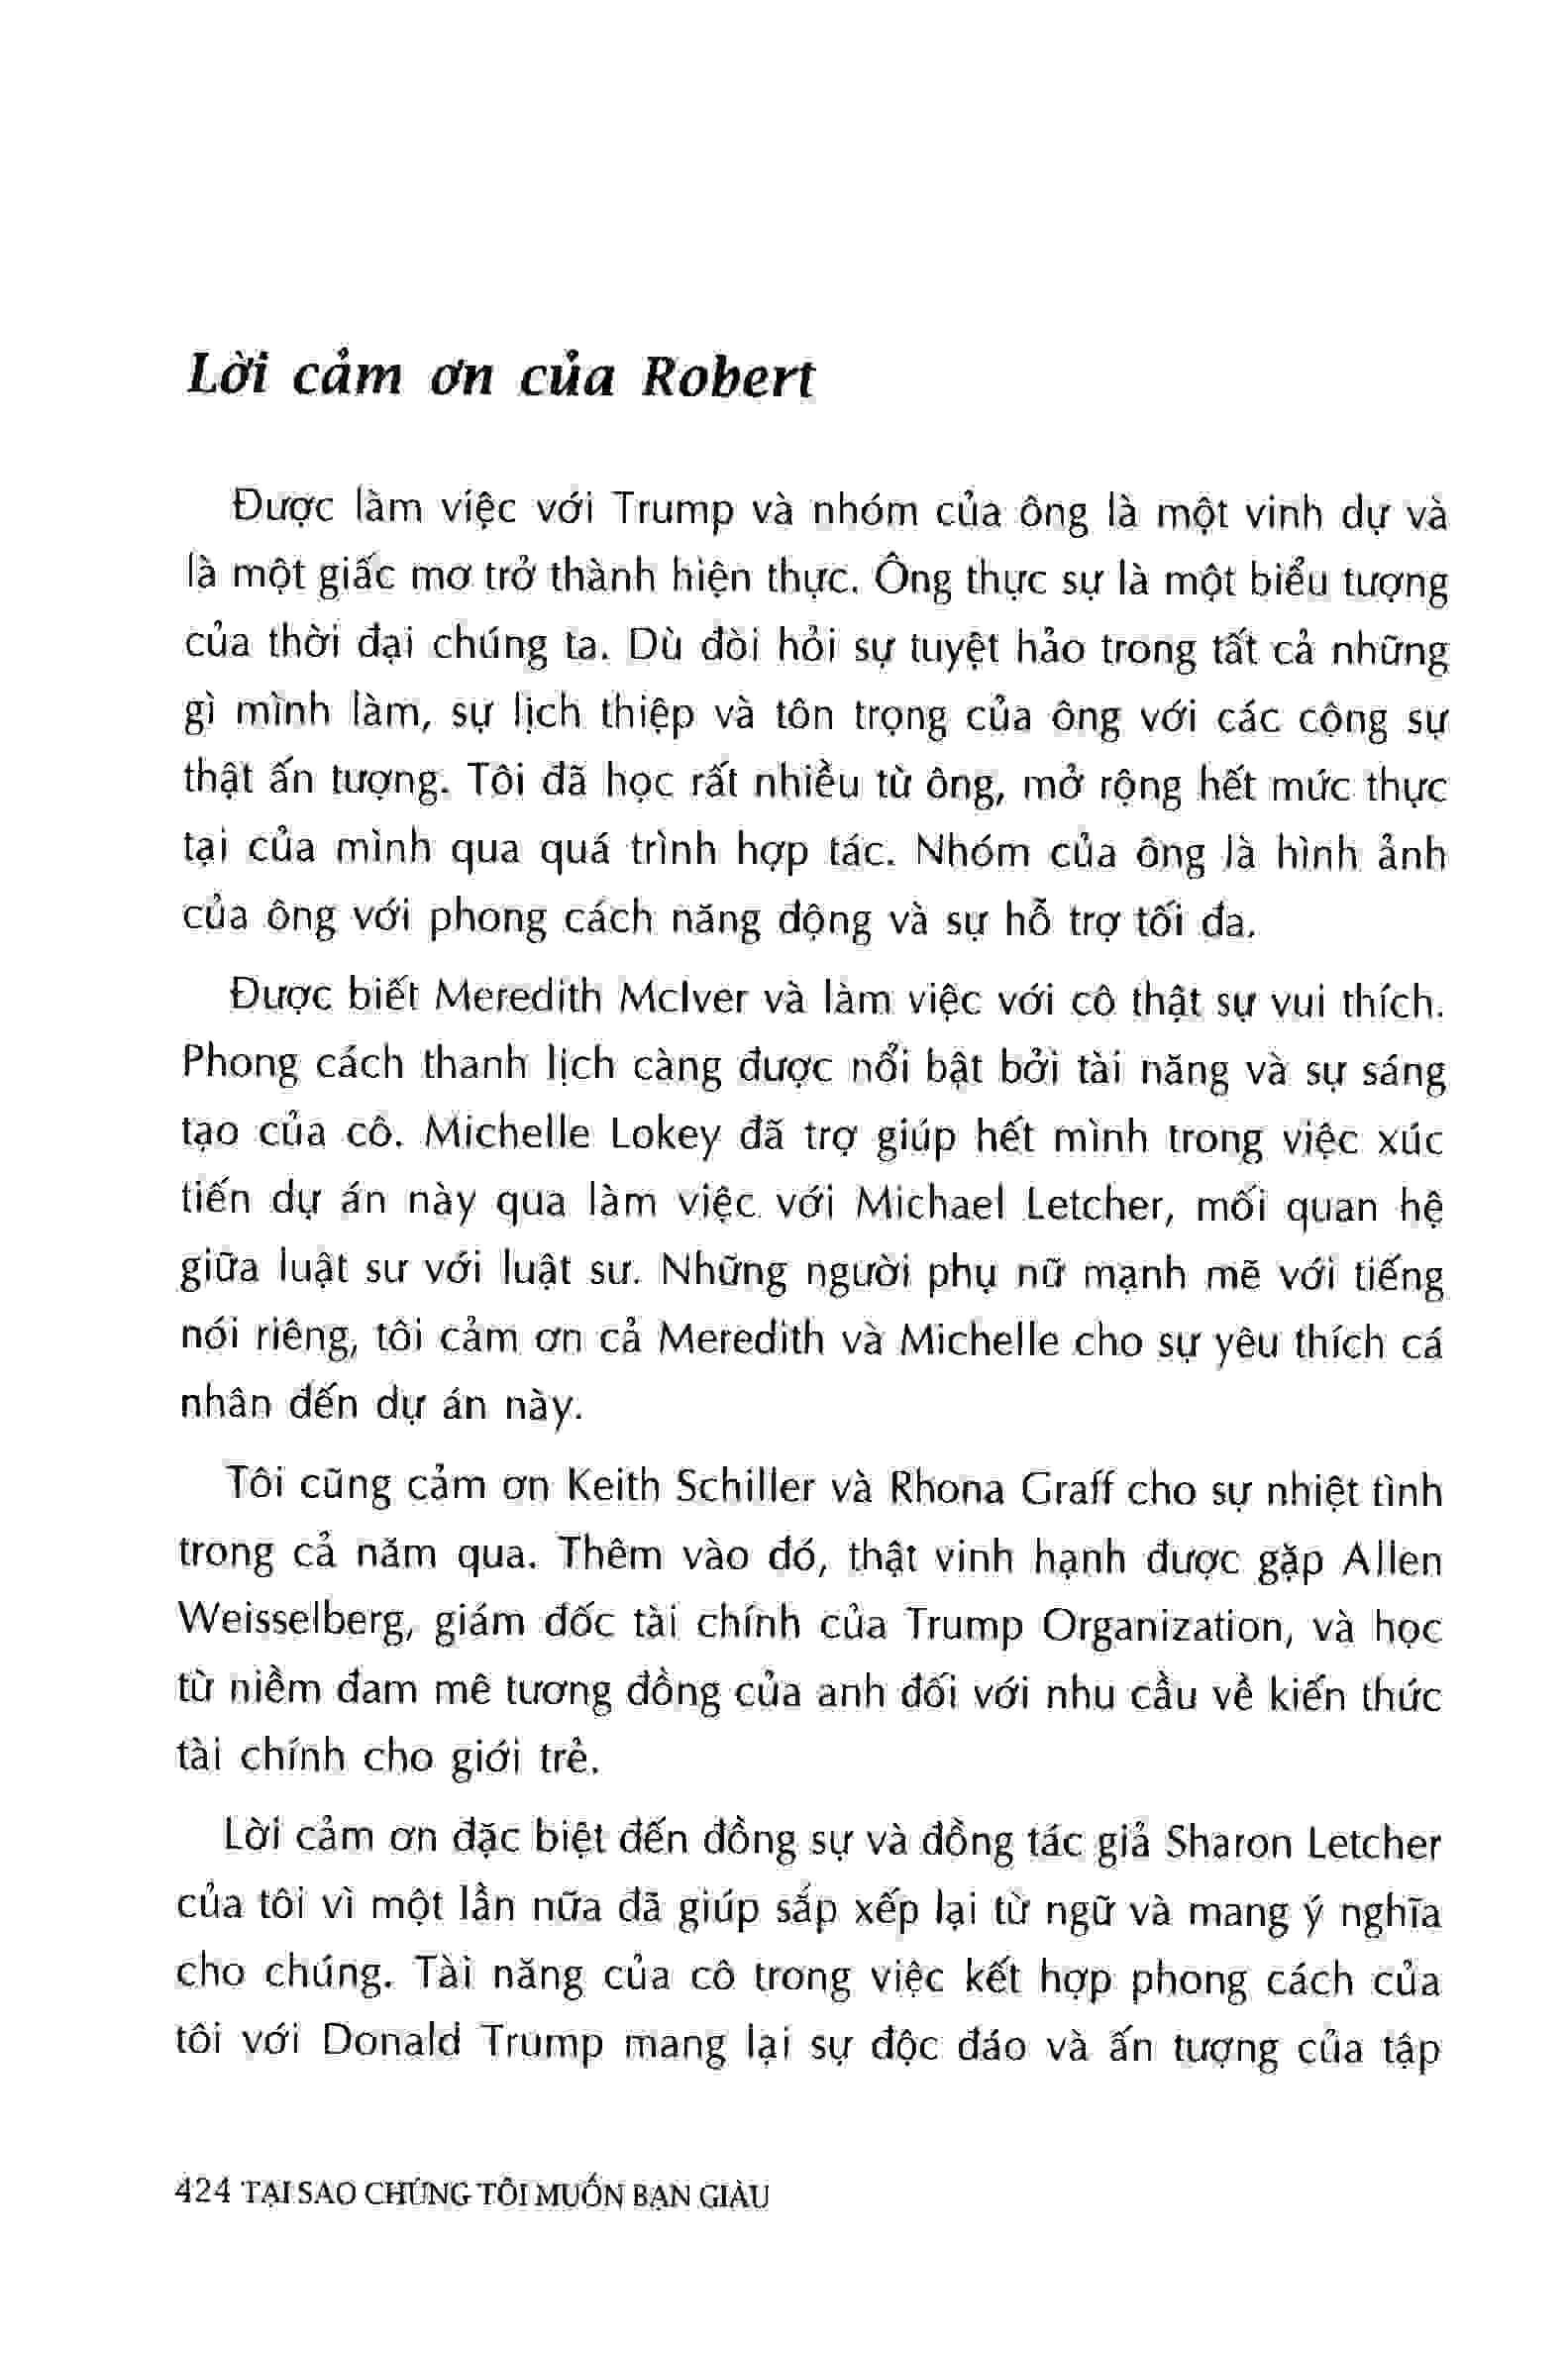 Lời cảm ơn của Robert
Được làm việc với Trump và nhóm của ông là một vinh dự và
là một giấc mơ trở thành hiện thực. Ông thực sự là một biểu tượng
của thời đại chúng ta. Dù đòi hỏi sự tuyệt hảo trong tất cả những
gì mình làm, sự lịch thiệp và tôn trọng của ông với các cộng sự
thật ấn tượng. Tôi đã học rất nhiều từ ông, mở rộng hết mức thực
tại của mình qua quá trình hợp tác. Nhóm của ông là hình ảnh
của ông với phong cách năng động và sự hỗ trợ tối đa.
Được biết Meredith McIver và làm việc với cô thật sự vui thích.
Phong cách thanh lịch càng được nổi bật bởi tài năng và sự sáng
tạo của cô. Michelle Lokey đã trợ giúp hết mình trong việc xúc
tiến dự án này qua làm việc với Michael Letcher, mối quan hệ
giữa luật sư với luật sư. Những người phụ nữ mạnh mẽ với tiếng
nói riêng, tôi cảm ơn cả Meredith và Michelle cho sự yêu thích cá
nhân đến dự án này.
Tôi cũng cảm ơn Keith Schiller và Rhona Graff cho sự nhiệt tình
trong cả năm qua. Thêm vào đó, thật vinh hạnh được gặp Allen
Weisselberg, giám đốc tài chính của Trump Organization, và học
từ niềm đam mê tương đồng của anh đối với nhu cầu về kiến thức
tài chính cho giới trẻ.
Lời cảm ơn đặc biệt đến đồng sự và đồng tác giả Sharon Letcher
của tôi vì một lần nữa đã giúp sắp xếp lại từ ngữ và mang ý nghĩa
cho chúng. Tài năng của cô trong việc kết hợp phong cách của
tôi với Donald Trump mang lại sự độc đáo và ấn tượng của tập
424 TẠI SAO CHÚNG TÔI MUỐN BẠN GIÀU